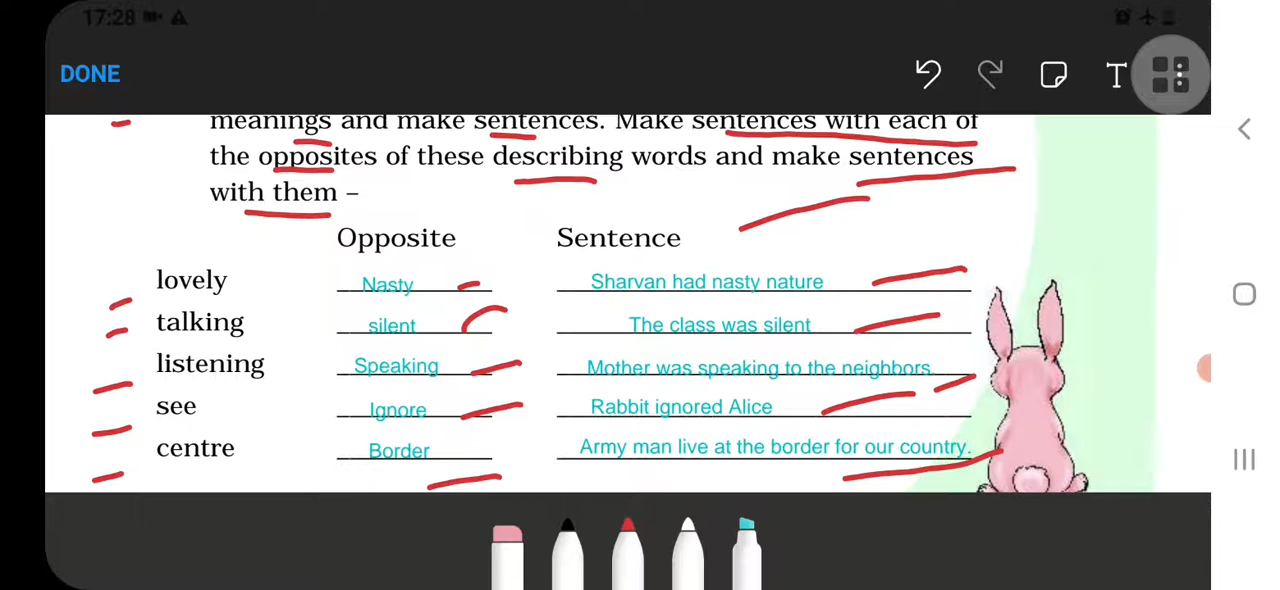 17:28
DONE
T
meanings and make sentences. Make sentences with each of
the opposites of these describing words and make sentences
with them –
Opposite Sentence
lovely Nasty Sharvan had nasty nature
talking silent The class was silent
listening Speaking Mother was speaking to the neighbors.
see Ignore Rabbit ignored Alice
centre Border Army man live at the border for our country.